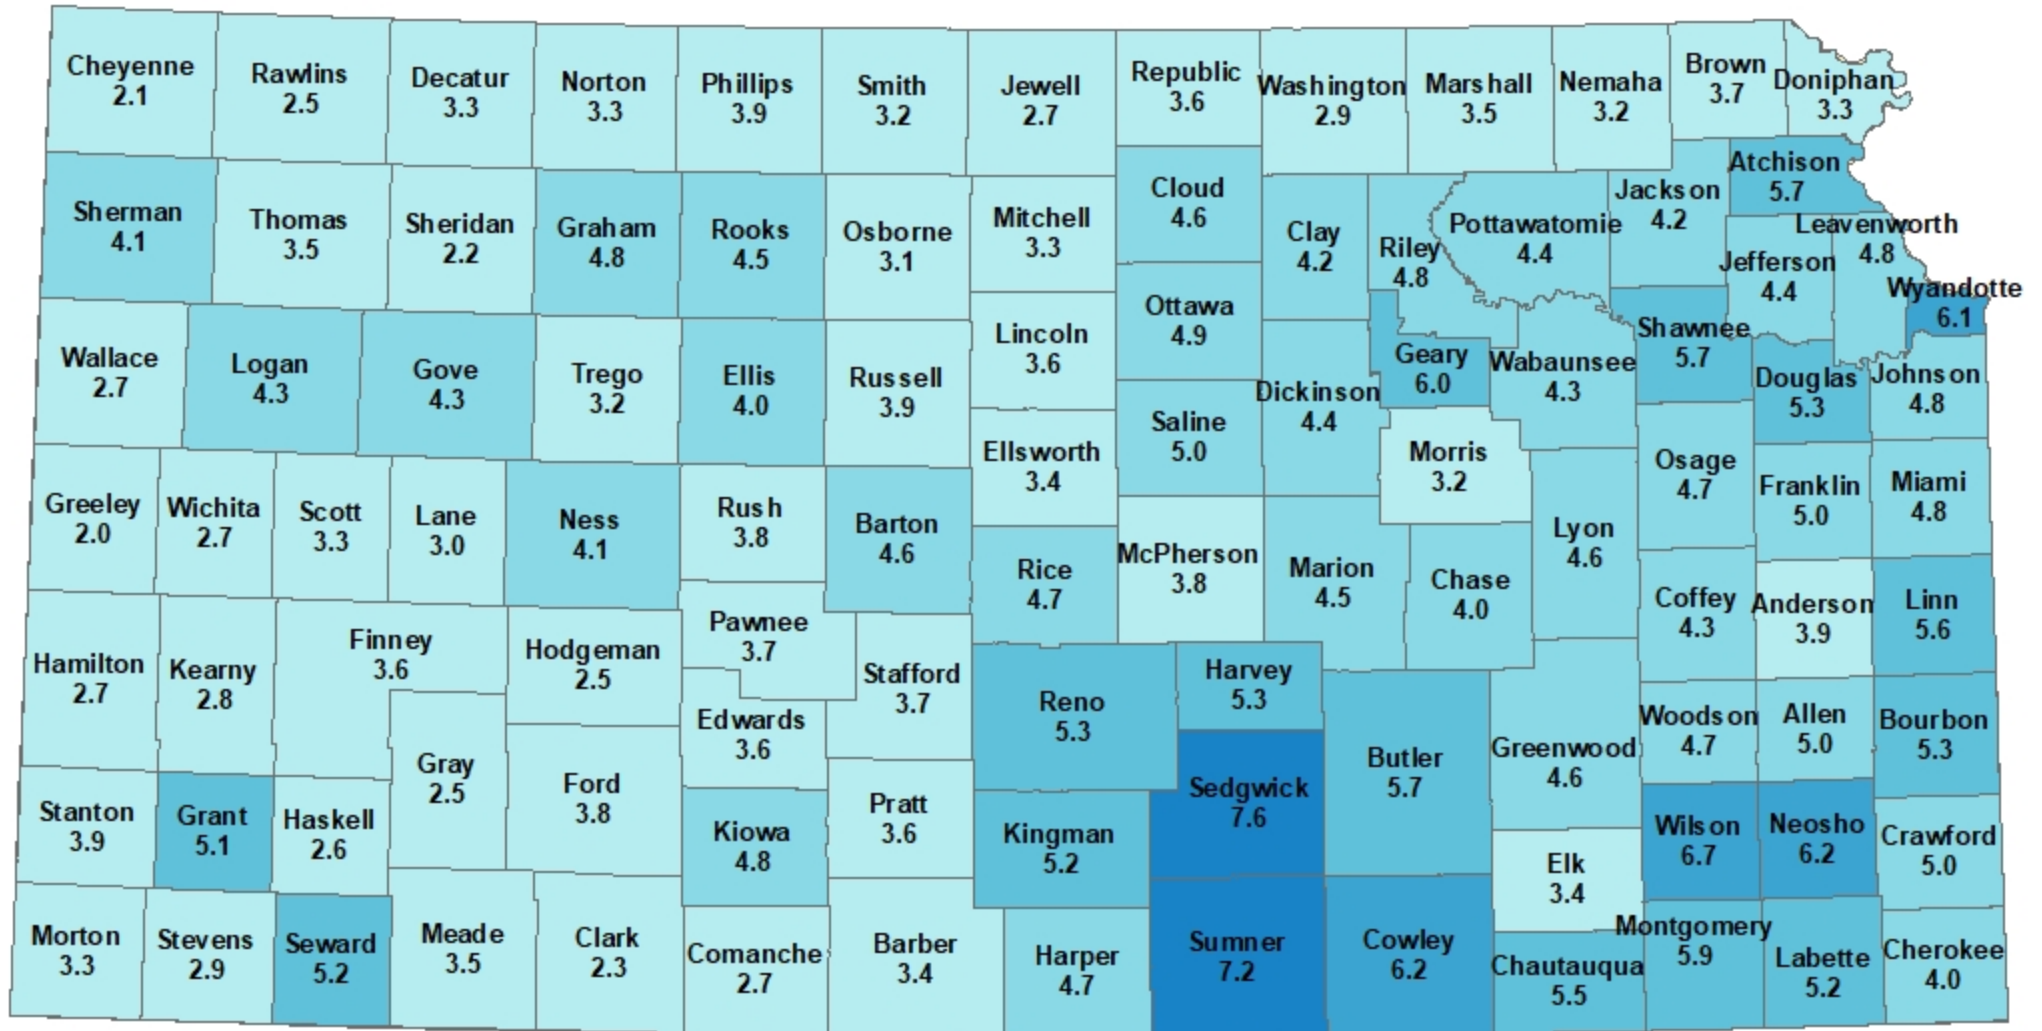 Cheyenne
2.1
Rawlins
2.5
Decatur
3.3
Norton
3.3
Phillips
3.9
Smith
3.2
Jewell
2.7
Republic
3.6
Washington
2.9
Marshall
3.5
Nemaha
3.2
Brown
3.7
Doniphan
3.3
Sherman
4.1
Thomas
3.5
Sheridan
2.2
Graham
4.8
Rooks
4.5
Osborne
3.1
Mitchell
3.3
Cloud
4.6
Clay
4.2
Riley
4.8
Pottawatomie
4.4
Jackson
4.2
Atchison
5.7
Jefferson
4.4
Leavenworth
4.8
Wyandotte
6.1
Wallace
2.7
Logan
4.3
Gove
4.3
Trego
3.2
Ellis
4.0
Russell
3.9
Lincoln
3.6
Ottawa
4.9
Saline
5.0
Dickinson
4.4
Geary
6.0
Wabaunsee
4.3
Shawnee
5.7
Douglas
5.3
Johnson
4.8
Greeley
2.0
Wichita
2.7
Scott
3.3
Lane
3.0
Ness
4.1
Rush
3.8
Barton
4.6
Ellsworth
3.4
Rice
4.7
McPherson
3.8
Marion
4.5
Morris
3.2
Chase
4.0
Lyon
4.6
Osage
4.7
Franklin
5.0
Miami
4.8
Coffey
4.3
Anderson
3.9
Linn
5.6
Hamilton
2.7
Kearny
2.8
Finney
3.6
Hodgeman
2.5
Pawnee
3.7
Stafford
3.7
Edwards
3.6
Gray
2.5
Ford
3.8
Reno
5.3
Harvey
5.3
Sedgwick
7.6
Butler
5.7
Greenwood
4.6
Woodson
4.7
Allen
5.0
Bourbon
5.3
Stanton
3.9
Grant
5.1
Haskell
2.6
Kiowa
4.8
Pratt
3.6
Kingman
5.2
Elk
3.4
Wilson
6.7
Neosho
6.2
Crawford
5.0
Morton
3.3
Stevens
2.9
Seward
5.2
Meade
3.5
Clark
2.3
Comanche
2.7
Barber
3.4
Harper
4.7
Sumner
7.2
Cowley
6.2
Chautauqua
5.5
Montgomery
5.9
Labette
5.2
Cherokee
4.0